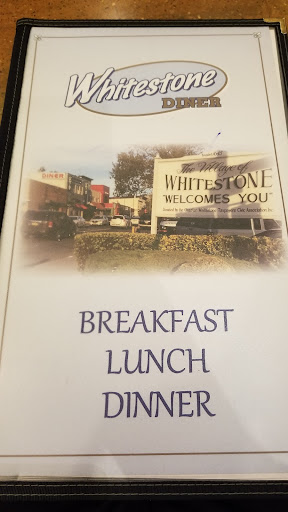 Whitestone
DINER
DINER
The Village of
WHITESTONE
"WELCOMES YOU"
BREAKFAST
LUNCH
DINNER